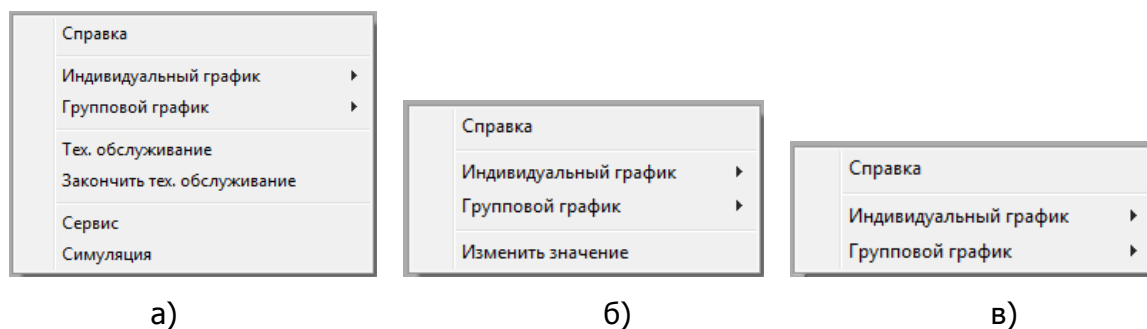 Справка
Индивидуальный график
Групповой график
Тех. обслуживание
Закончить тех. обслуживание
Сервис
Симуляция
а)
Справка
Индивидуальный график
Групповой график
Изменить значение
б)
Справка
Индивидуальный график
Групповой график
в)